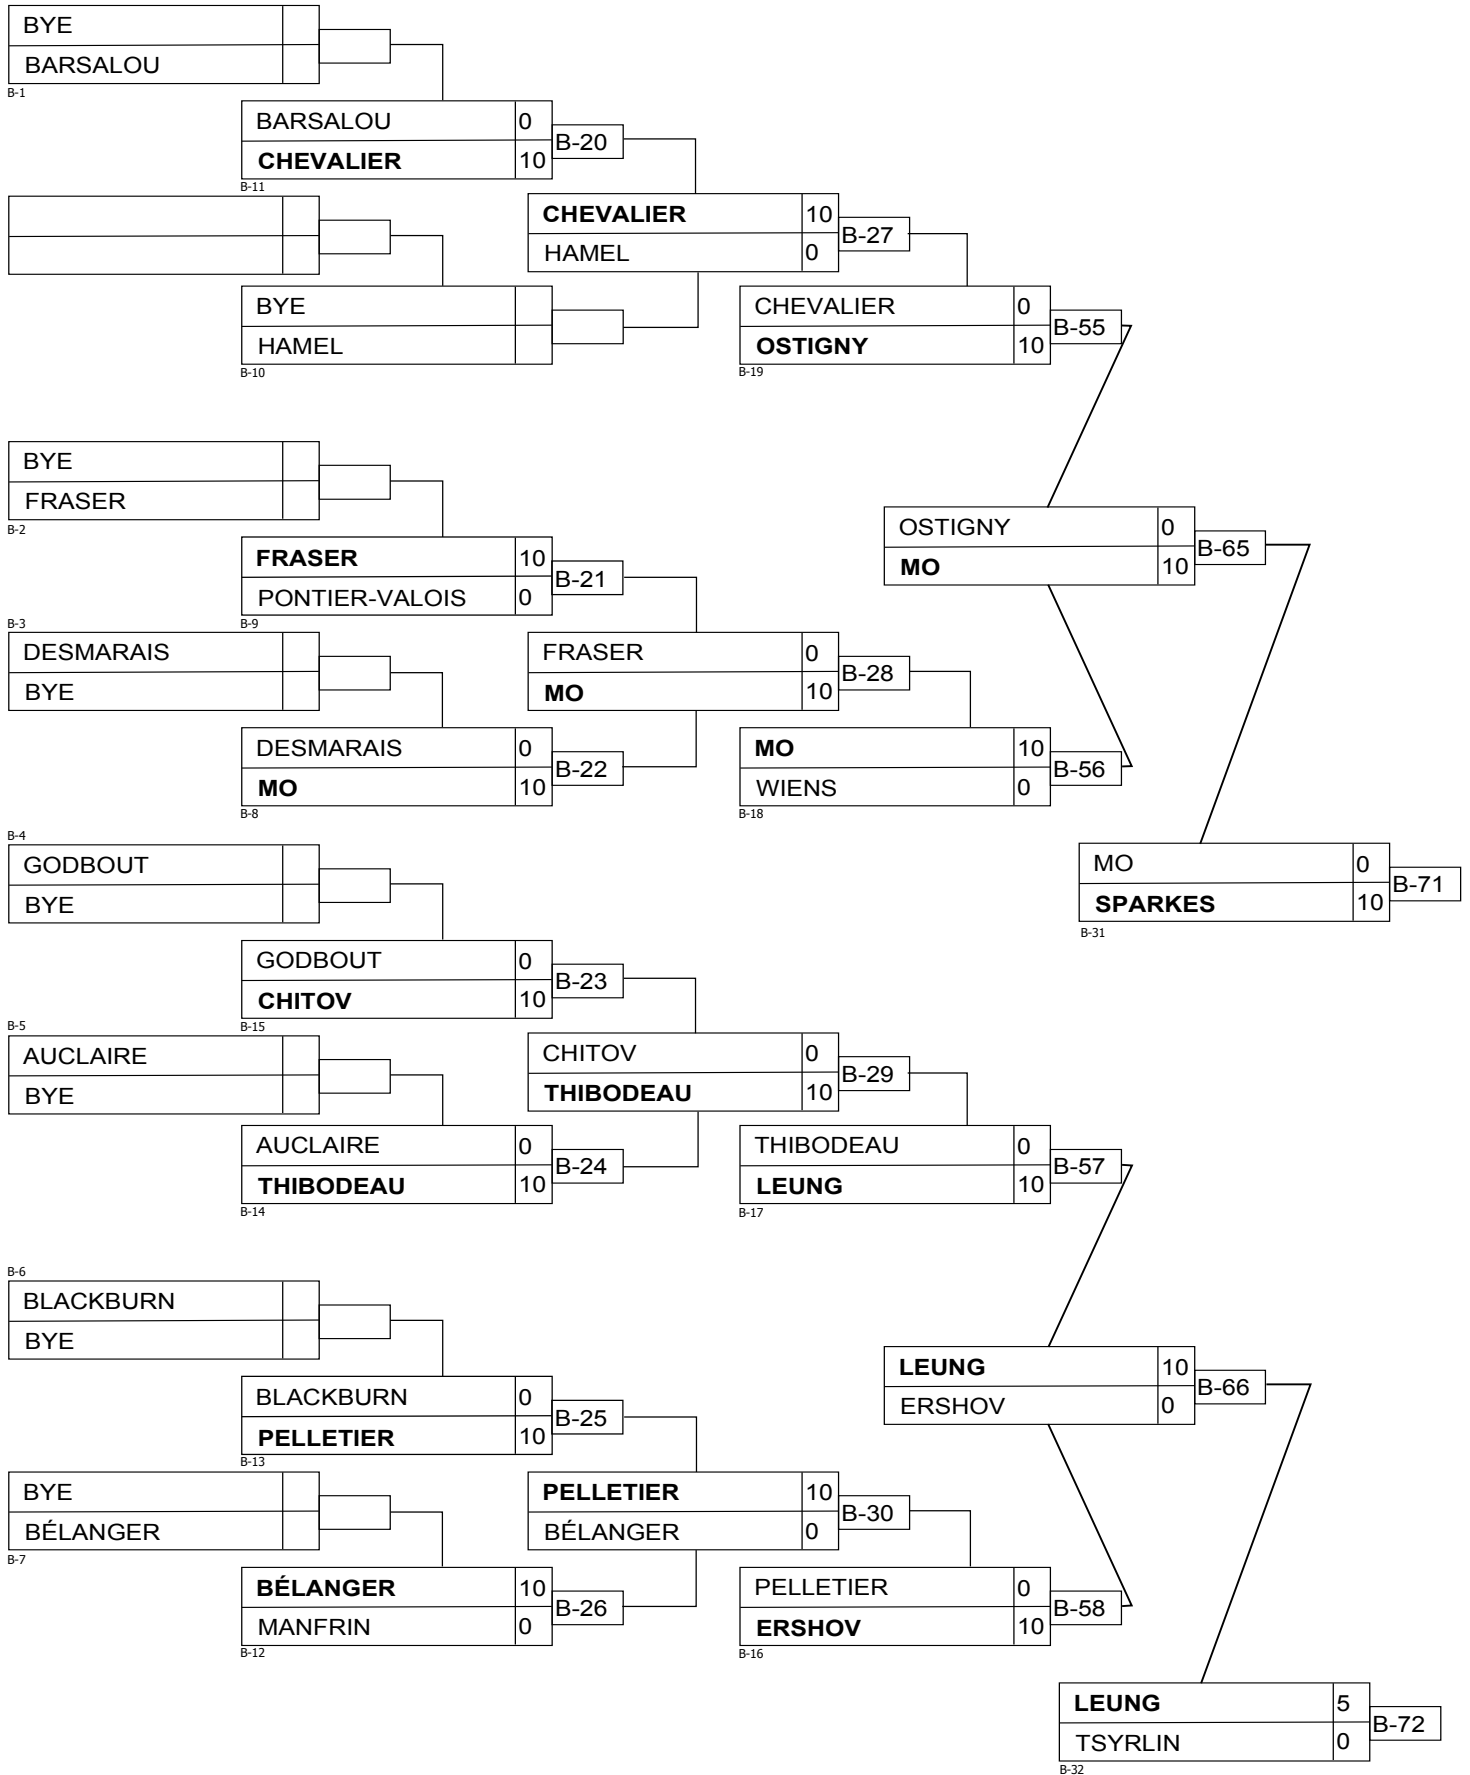 BYE
BARSALOU
B-1
BARSALOU 0
B-20
CHEVALIER 10
B-11
CHEVALIER 10
B-27
HAMEL 0
BYE
HAMEL
B-10
CHEVALIER 0
B-55
OSTIGNY 10
B-19
BYE
FRASER
B-2
OSTIGNY 0
B-65
MO 10
FRASER 10
B-21
PONTIER-VALOIS 0
B-9
B-3
DESMARAIS
BYE
FRASER 0
B-28
MO 10
DESMARAIS 0
B-22
MO 10
B-8
MO 10
B-56
WIENS 0
B-18
B-4
GODBOUT
BYE
MO 0
B-71
SPARKES 10
B-31
GODBOUT 0
B-23
CHITOV 10
B-15
B-5
AUCLAIRE
BYE
CHITOV 0
B-29
THIBODEAU 10
AUCLAIRE 0
B-24
THIBODEAU 10
B-14
THIBODEAU 0
B-57
LEUNG 10
B-17
B-6
BLACKBURN
BYE
LEUNG 10
B-66
ERSHOV 0
BLACKBURN 0
B-25
PELLETIER 10
B-13
BYE
BÉLANGER
B-7
PELLETIER 10
B-30
BÉLANGER 0
BÉLANGER 10
B-26
MANFRIN 0
B-12
PELLETIER 0
B-58
ERSHOV 10
B-16
LEUNG 5
B-72
TSYRLIN 0
B-32